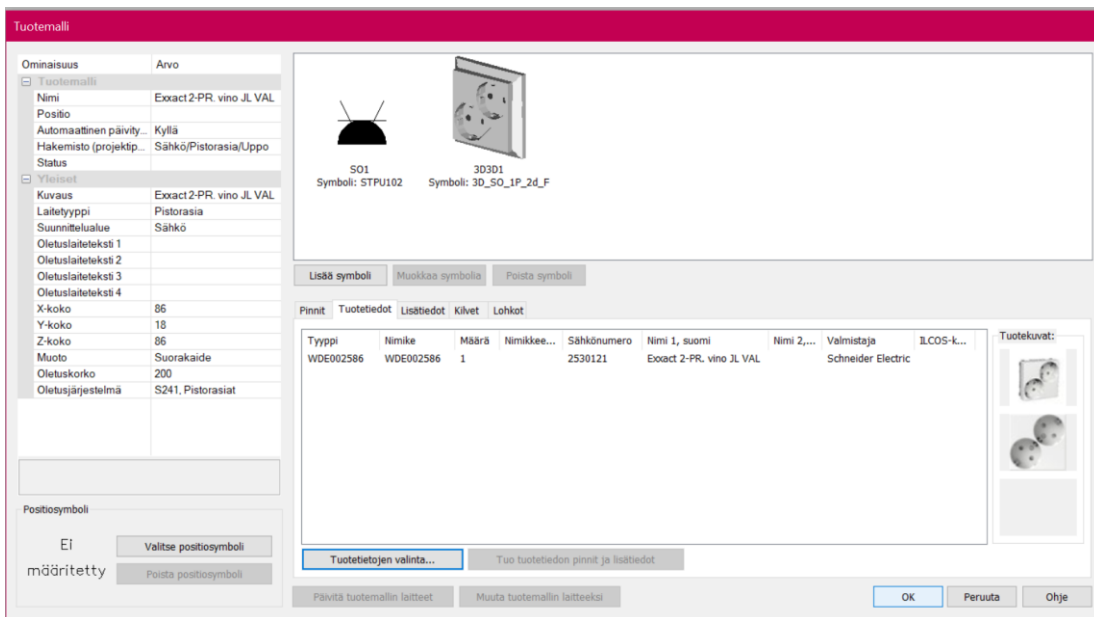 Tuotemalli
Ominaisuus Arvo
Tuotemalli
Nimi Exxact 2-PR. vino JL VAL
Positio
Automaattinen päivity... Kyllä
Hakemisto (projektip... Sähkö/Pistorasia/Uppo
Status
Yleiset
Kuvaus Exxact 2-PR. vino JL VAL
Laitetyyppi Pistorasia
Suunnittelualue Sähkö
Oletuslaiteteksti 1
Oletuslaiteteksti 2
Oletuslaiteteksti 3
Oletuslaiteteksti 4
X-koko 86
Y-koko 18
Z-koko 86
Muoto Suorakaide
Oletuskorko 200
Oletusjärjestelmä S241, Pistorasiat
Positiosymboli
Ei
määritetty
Valitse positiosymboli
Poista positiosymboli
SO1
Symboli: STPU102
3D3D1
Symboli: 3D_SO_1P_2d_F
Lisää symboli Muokkaa symbolia Poista symboli
Pinnit Tuotetiedot Lisätiedot Kilvet Lohkot
Tyyppi Nimike Määrä Nimikkee... Sähkönumero Nimi 1, suomi Nimi 2,... Valmistaja ILCOS-k...
WDE002586 WDE002586 1 2530121 Exxact 2-PR. vino JL VAL Schneider Electric
Tuotekuvat:
Tuotetietojen valinta... Tuo tuotetiedon pinnit ja lisätiedot
Päivitä tuotemallin laitteet Muuta tuotemallin laitteeksi OK Peruuta Ohje